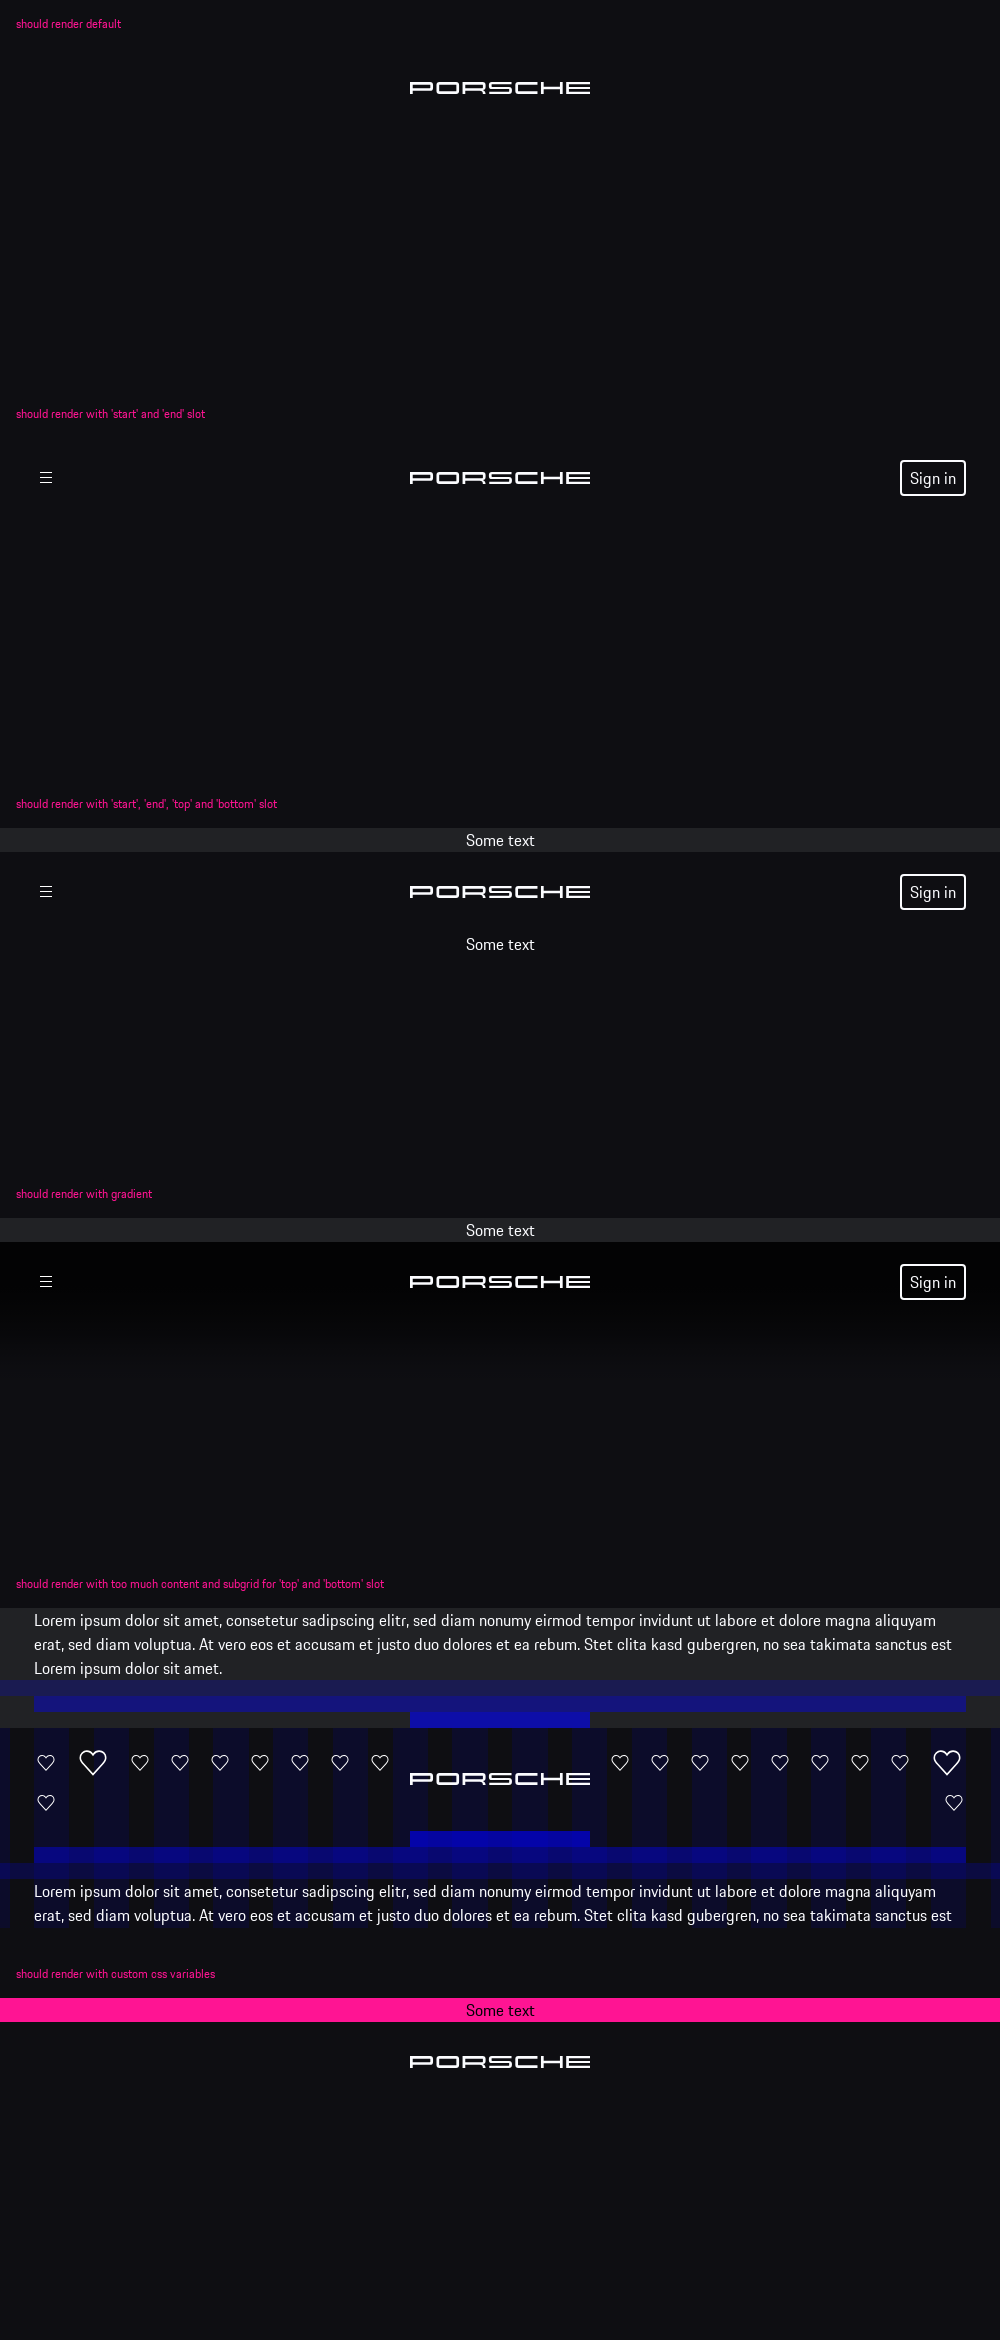 should render default
PORSCHE
should render with 'start' and 'end' slot
PORSCHE
Sign in
should render with 'start', 'end', 'top' and 'bottom' slot
Some text
PORSCHE
Sign in
Some text
should render with gradient
Some text
PORSCHE
Sign in
should render with too much content and subgrid for 'top' and 'bottom' slot
Lorem ipsum dolor sit amet, consetetur sadipscing elitr, sed diam nonumy eirmod tempor invidunt ut labore et dolore magna aliquyam
erat, sed diam voluptua. At vero eos et accusam et justo duo dolores et ea rebum. Stet clita kasd gubergren, no sea takimata sanctus est
Lorem ipsum dolor sit amet.
PORSCHE
Lorem ipsum dolor sit amet, consetetur sadipscing elitr, sed diam nonumy eirmod tempor invidunt ut labore et dolore magna aliquyam
erat, sed diam voluptua. At vero eos et accusam et justo duo dolores et ea rebum. Stet clita kasd gubergren, no sea takimata sanctus est
should render with custom css variables
Some text
PORSCHE